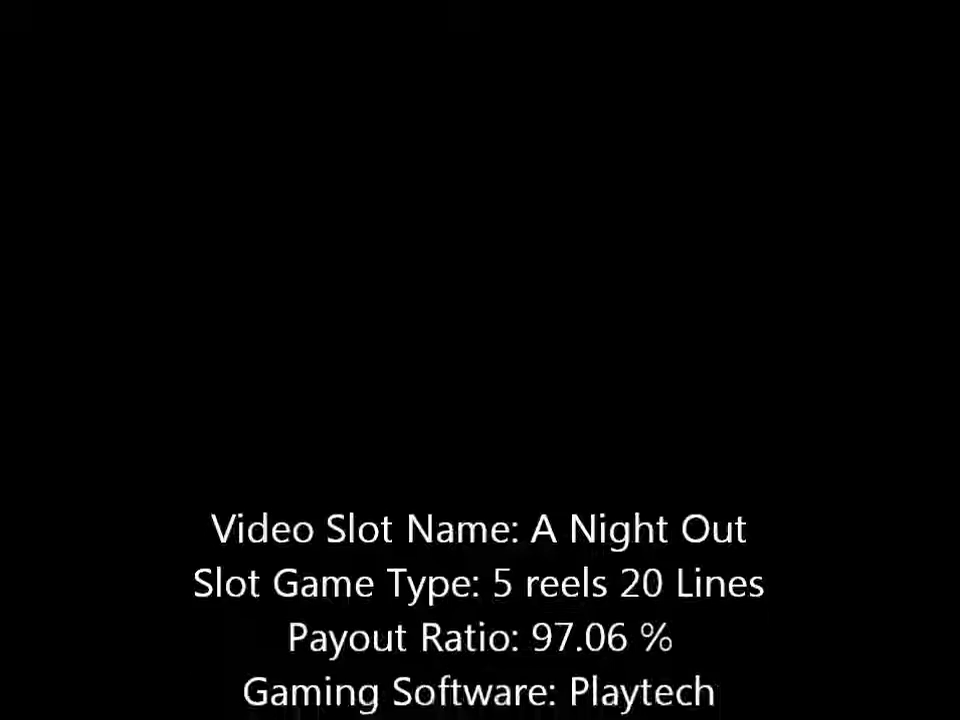 Video Slot Name: A Night Out
Slot Game Type: 5 reels 20 Lines
Payout Ratio: 97.06 %
Gaming Software: Playtech